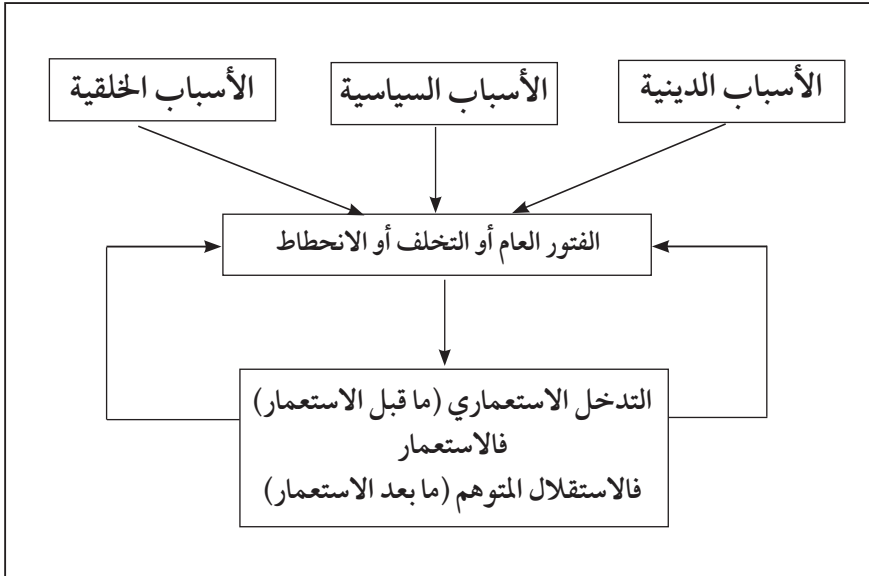 الأسباب الدينية
الأسباب السياسية
الأسباب الخلقية
الفتور العام أو التخلف أو الانحطاط
التدخل الاستعماري (ما قبل الاستعمار)
فالاستعمار
فالاستقلال المتوهم (ما بعد الاستعمار)